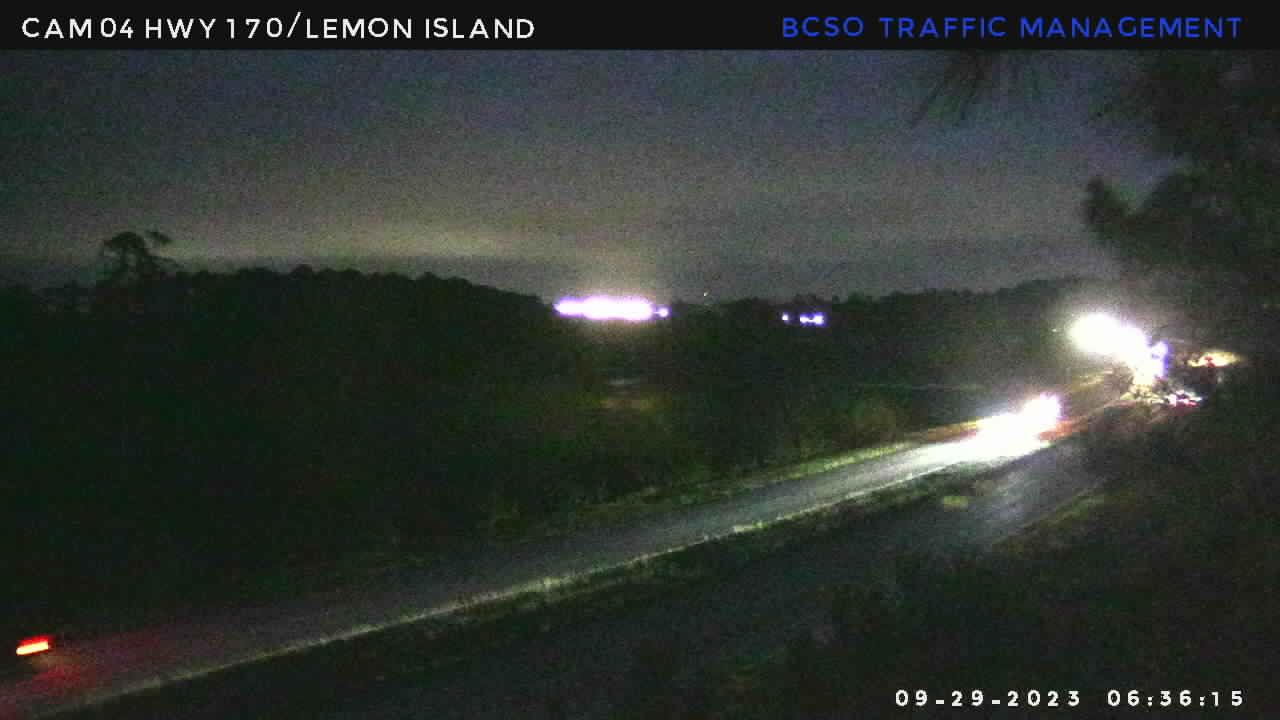 CAM04 HWY 170/LEMON ISLAND
BCSO TRAFFIC MANAGEMENT
09-29-2023 06:36:15